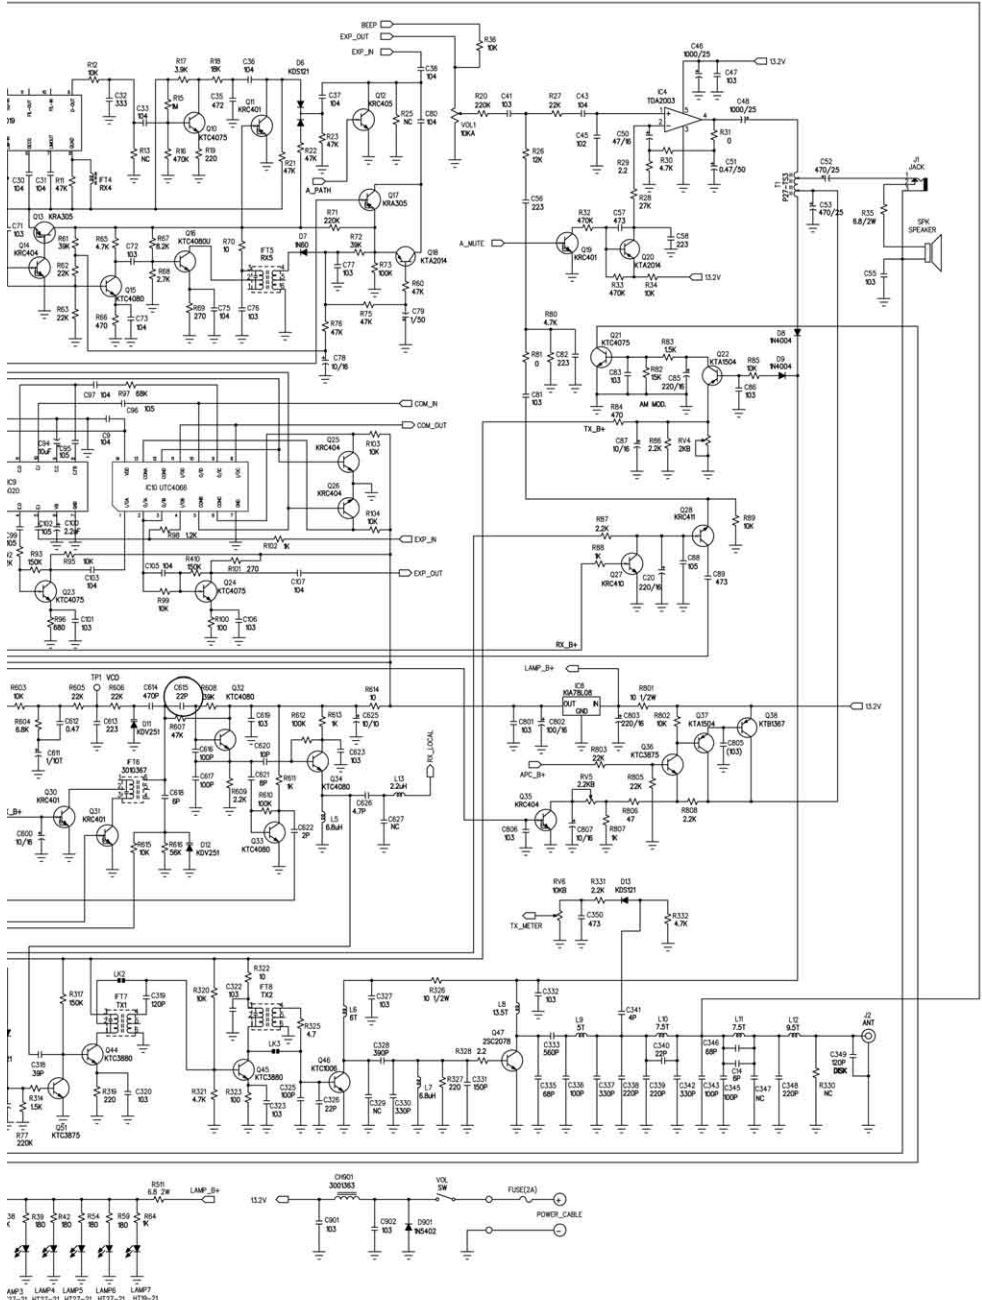 BEEP
EXP_OUT
EXP_IN
R36 10K
C46 1000/25
13.2V
R12 10K
R17 3.9K
R18 18K
C36 104
D6 KDS121
C38 104
C47 103
C32 333
C33 104
R15 1M
C35 472
Q11 KRC401
C37 104
Q12 KRC405
R25 NC
C80 104
VOL1 10KA
R20 220K
C41 103
R27 22K
C43 104
IC4 TDA2003
C48 1000/25
R13 NC
R16 470K
Q10 KTC4075
R19 220
R23 47K
R22 47K
R21 47K
A_PATH
R26 12K
C45 102
C50 47/16
R29 2.2
R30 4.7K
R31 0
C51 0.47/50
T1
C52 470/25
J1 JACK
C30 104
C31 104
R11 47K
IFT4 RX4
Q17 KRA305
R28 27K
C53 470/25
R35 6.8/2W
SPK SPEAKER
C71 103
Q13 KRA305
Q14 KRC404
R61 39K
R65 4.7K
C72 103
R67 8.2K
Q16 KTC4080U
R70 10
IFT5 RX5
D7 1N60
R71 220K
R72 39K
R73 100K
Q18 KTA2014
C56 223
A_MUTE
R32 470K
C57 473
Q19 KRC401
Q20 KTA2014
C58 223
R33 470K
R34 10K
13.2V
C55 103
R62 22K
R63 22K
Q15 KTC4080
R68 2.7K
R66 470
C73 104
R69 270
C75 104
C76 103
C77 103
R60 47K
R75 47K
C79 1/50
R76 47K
C78 10/16
R80 4.7K
R81 0
C82 223
C81 103
Q21 KTC4075
R83 1.5K
Q22 KTA1504
R85 10K
D8 1N4004
D9 1N4004
C83 103
R82 15K
C85 220/16
C86 103
AM MOD.
R84 470
TX_B+
C87 10/16
R86 2.2K
RV4 2KB
C97 104
R97 68K
C96 105
COM_IN
COM_OUT
C94 10uF
C95 105
C9 104
Q25 KRC404
R103 10K
IC9
IC10 UTC4066
Q26 KRC404
R104 10K
Q28 KRC411
R89 10K
C102 105
C100
R98 1.2K
R102 1K
EXP_IN
R87 2.2K
R88 1K
Q27 KRC410
C20 220/16
C88 105
C89 473
R93 150K
R95 10K
C103 104
C105 104
R410 150K
R101 270
Q24 KTC4075
C107 104
EXP_OUT
Q23 KTC4075
R96 680
C101 103
R99 10K
R100 100
C106 103
RX_B+
LAMP_B+
R603 10K
R605 22K
TP1 VCO
R606 22K
C614 470P
C615 22P
R608 39K
Q32 KTC4080
R614 10
IC8 KIA78L08
OUT IN
GND
R801 10 1/2W
13.2V
R604 6.8K
C612 0.47
C613 223
D11 KDV251
R607 47K
C619 103
R612 100K
R613 1K
C625 10/10
C801 103
C802 100/16
C803 220/16
R802 10K
Q37 KTA1504
Q38 KTB1367
C611 1/10T
IFT6 3010367
C616 100P
C620 10P
C623 103
RX_LOCAL
R803 22K
Q36 KTC3875
C805 (103)
APC_B+
C617 100P
C621 8P
R611 1K
Q34 KTC4080
L13 2.2uH
RV5 2.2KB
R805 22K
Q30 KRC401
Q31 KRC401
C618 6P
R609 2.2K
R610 100K
C622 2P
L5 6.8uH
C626 4.7P
C627 NC
Q35 KRC404
R806 47
R808 2.2K
C600 10/16
R615 10K
R616 56K
D12 KDV251
Q33 KTC4080
C806 103
C807 10/16
R807 1K
RV6 10KB
R331 2.2K
D13 KDS121
TX_METER
C350 473
R332 4.7K
LK2
R317 150K
IFT7 TX1
C319 120P
R320 10K
R322 10
C322 103
IFT8 TX2
R325 4.7
L6 6T
C327 103
R326 10 1/2W
L8 13.5T
C332 103
C341 4P
L9 5T
L10 7.5T
L11 7.5T
L12 9.5T
J2 ANT
LK3
Q47 2SC2078
C333 560P
C340 22P
C346 68P
C14 6P
C349 120P DISK
C318 39P
Q44 KTC3880
Q45 KTC3880
Q46 KTC1006
C328 390P
R328 2.2
R314 1.5K
R319 220
C320 103
R321 4.7K
R323 100
C323 103
C325 100P
C326 22P
C329 NC
C330 330P
L7 6.8uH
R327 220
C331 150P
C335 68P
C336 100P
C337 330P
C338 220P
C339 220P
C342 330P
C343 100P
C345 100P
C347 NC
C348 220P
R330 NC
R77 220K
Q51 KTC3875
R511 6.8 2W
LAMP_B+
13.2V
CH901 3001363
VOL SW
FUSE(2A)
POWER_CABLE
R39 180
R42 180
R54 180
R59 180
R64 1K
C901 103
C902 103
D901 1N5402
LAMP4
LAMP5
LAMP6
LAMP7